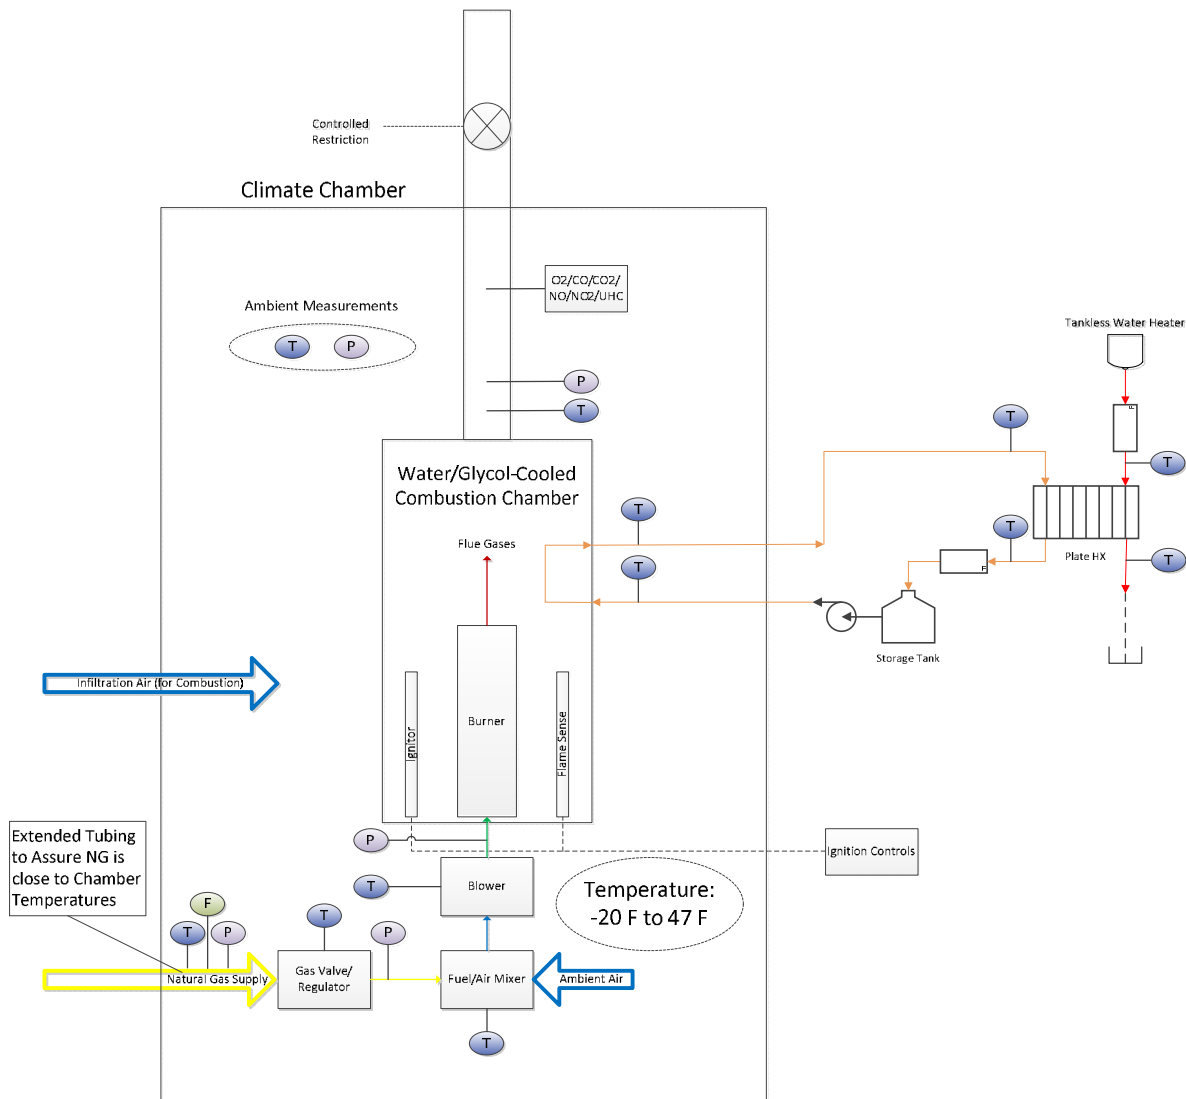 Controlled
Restriction
Climate Chamber
O2/CO/CO2/
NO/NO2/UHC
Ambient Measurements
T
P
P
T
Tankless Water Heater
T
F
T
Water/Glycol-Cooled
Combustion Chamber
T
Flue Gases
T
T
F
Plate HX
T
Storage Tank
Infiltration Air (for Combustion)
Burner
Ignitor
Flame Sense
Extended Tubing
to Assure NG is
close to Chamber
Temperatures
P
Ignition Controls
T
Blower
Temperature:
-20 F to 47 F
F
T
P
T
P
Natural Gas Supply
Gas Valve/
Regulator
Fuel/Air Mixer
Ambient Air
T